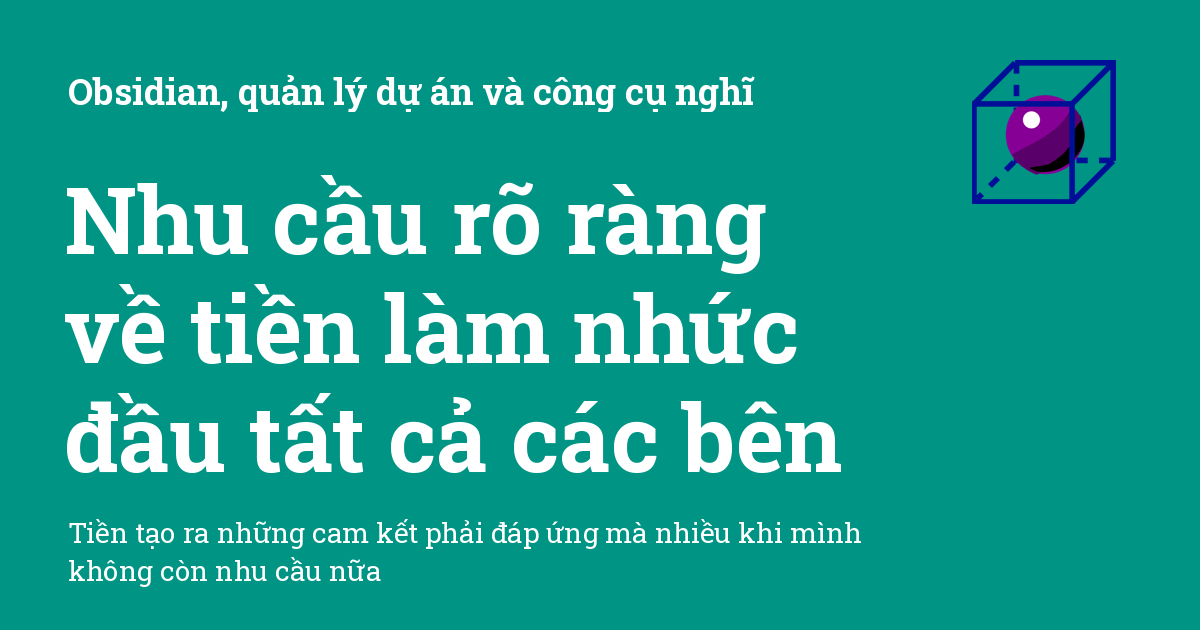 Obsidian, quản lý dự án và công cụ nghĩ
Nhu cầu rõ ràng
về tiền làm nhức
đầu tất cả các bên
Tiền tạo ra những cam kết phải đáp ứng mà nhiều khi mình
không còn nhu cầu nữa